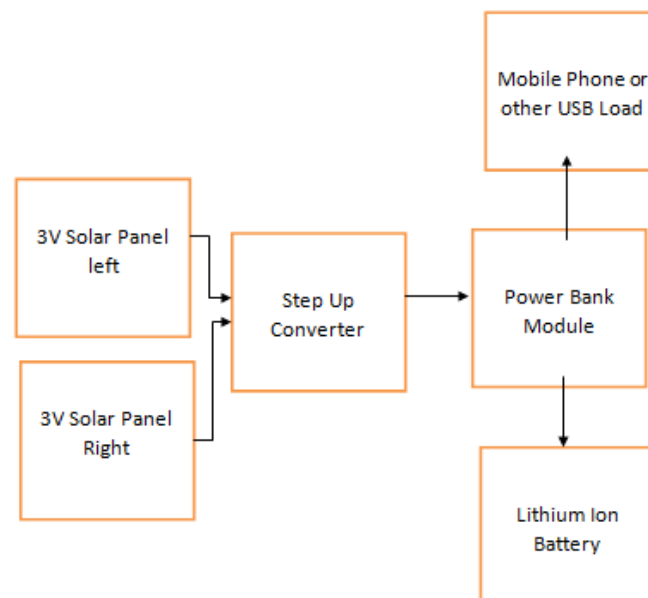 Mobile Phone or
other USB Load
3V Solar Panel
left
Step Up
Converter
Power Bank
Module
3V Solar Panel
Right
Lithium Ion
Battery